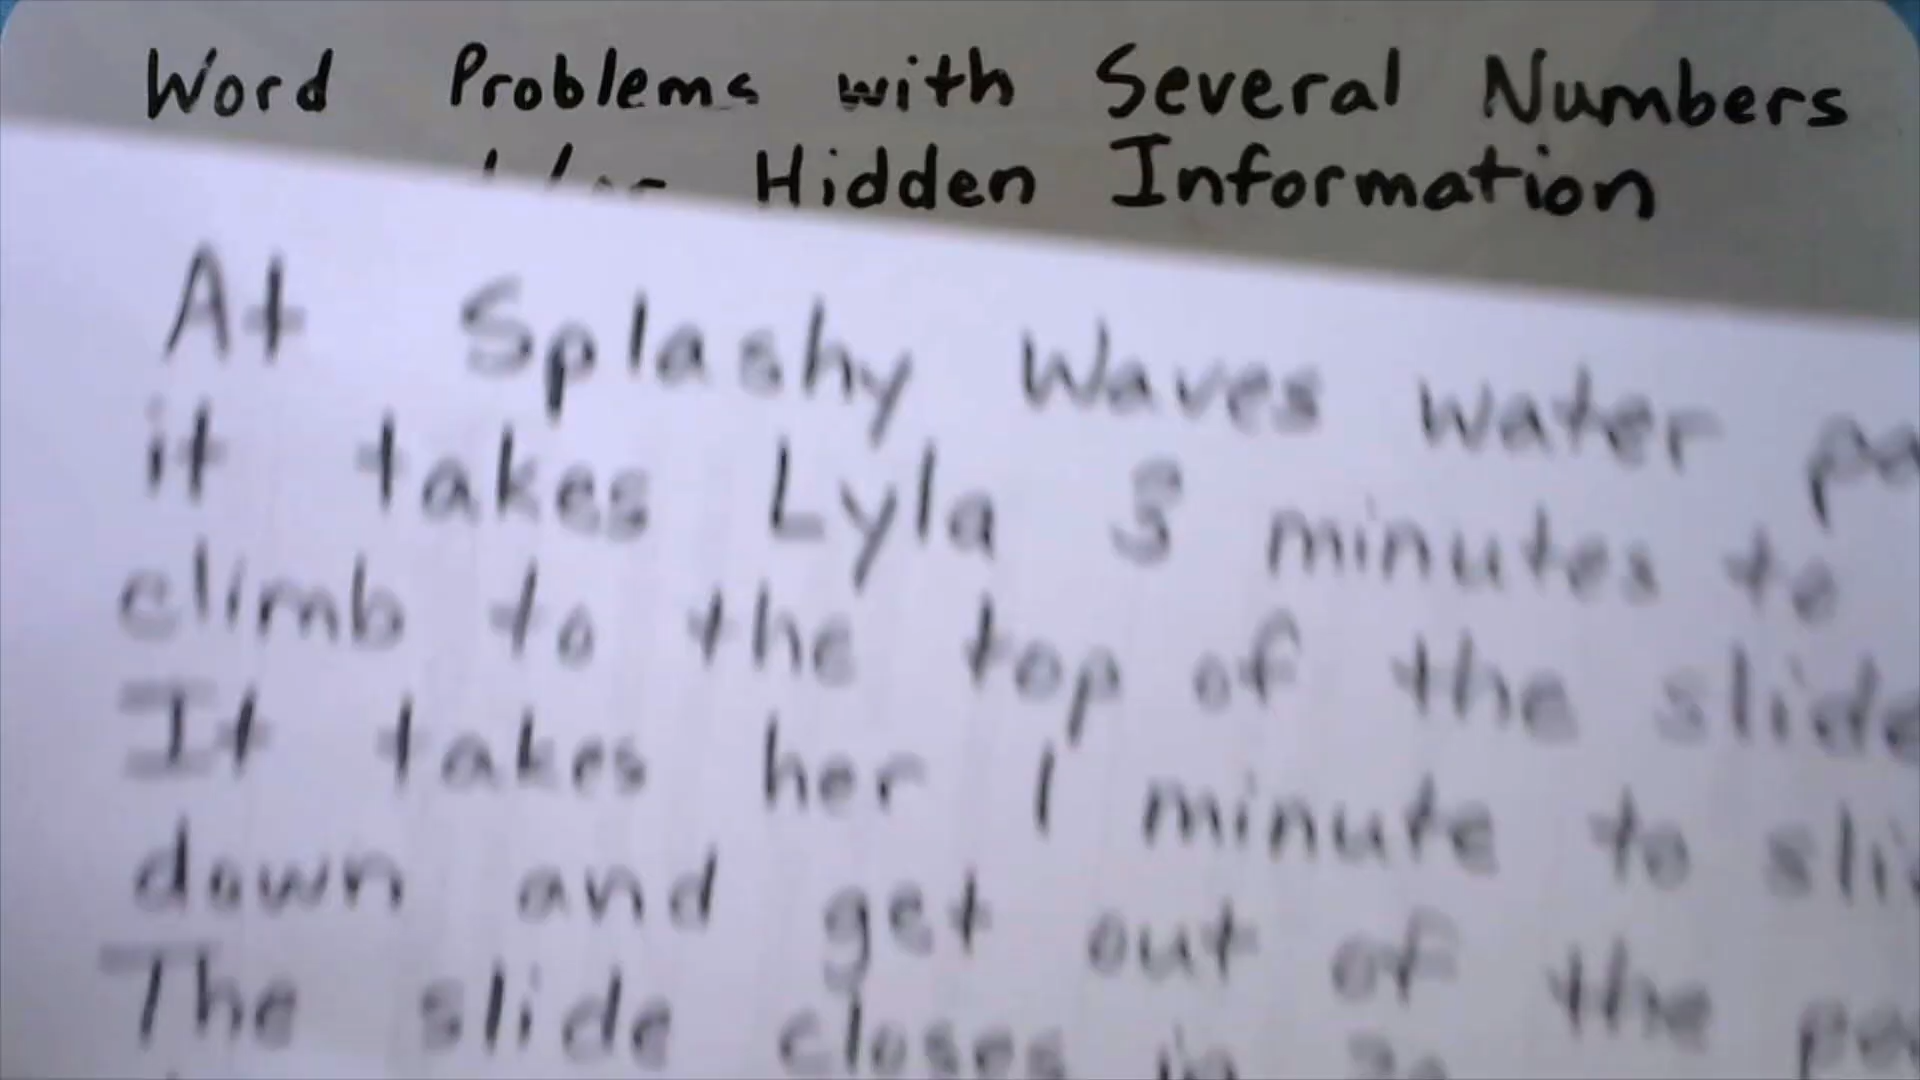 Word Problems with Several Numbers
Hidden Information
At Splashy Waves water
it takes Lyla minutes to
climb to the top of the slide
It takes her 1 minute to
down and get out of the
The slide closes in